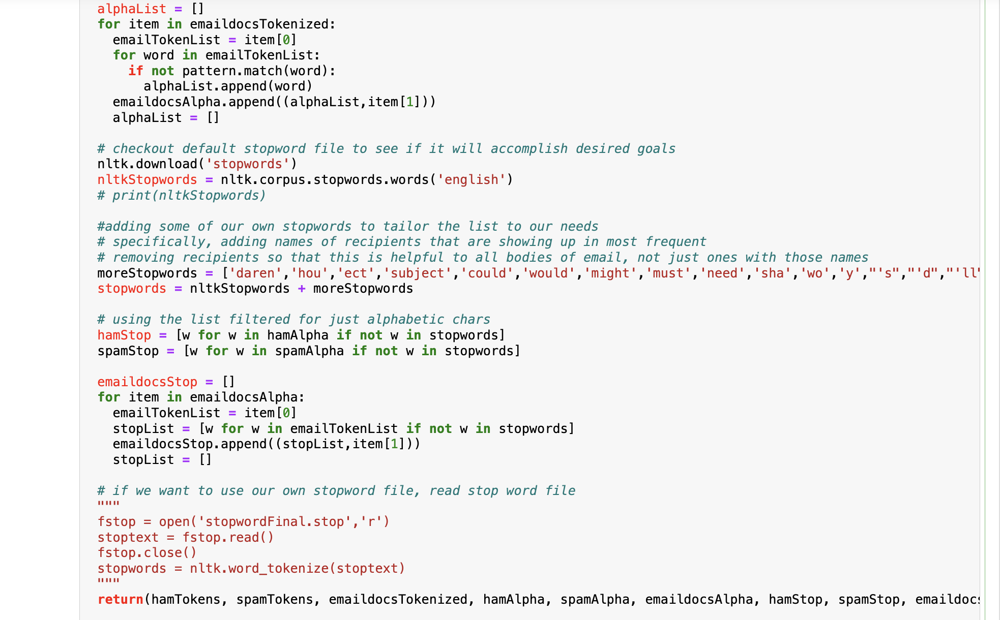 alphaList = []
for item in emaildocsTokenized:
  emailTokenList = item[0]
  for word in emailTokenList:
    if not pattern.match(word):
      alphaList.append(word)
  emaildocsAlpha.append((alphaList,item[1]))
  alphaList = []

# checkout default stopword file to see if it will accomplish desired goals
nltk.download('stopwords')
nltkStopwords = nltk.corpus.stopwords.words('english')
# print(nltkStopwords)

#adding some of our own stopwords to tailor the list to our needs
# specifically, adding names of recipients that are showing up in most frequent
# removing recipients so that this is helpful to all bodies of email, not just ones with those names
moreStopwords = ['daren','hou','ect','subject','could','would','might','must','need','sha','wo','y',"'s","'d","'ll"
stopwords = nltkStopwords + moreStopwords

# using the list filtered for just alphabetic chars
hamStop = [w for w in hamAlpha if not w in stopwords]
spamStop = [w for w in spamAlpha if not w in stopwords]

emaildocsStop = []
for item in emaildocsAlpha:
  emailTokenList = item[0]
  stopList = [w for w in emailTokenList if not w in stopwords]
  emaildocsStop.append((stopList,item[1]))
  stopList = []

# if we want to use our own stopword file, read stop word file
"""
fstop = open('stopwordFinal.stop','r')
stoptext = fstop.read()
fstop.close()
stopwords = nltk.word_tokenize(stoptext)
"""
return(hamTokens, spamTokens, emaildocsTokenized, hamAlpha, spamAlpha, emaildocsAlpha, hamStop, spamStop, emaildocs